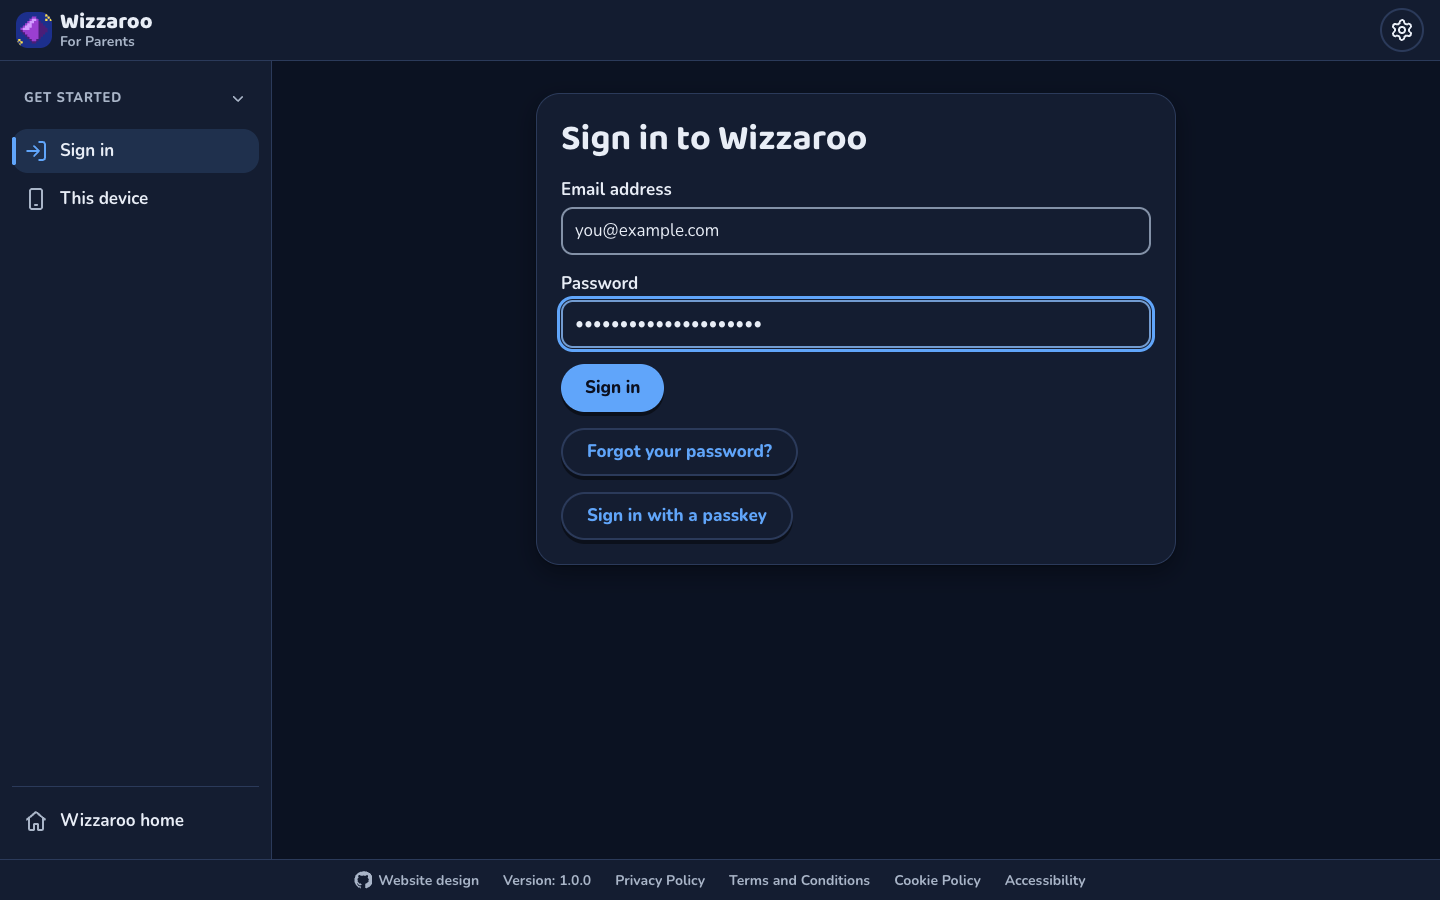 Wizzaroo
For Parents
GET STARTED
Sign in
This device
Wizzaroo home
Sign in to Wizzaroo
Email address
you@example.com
Password
•••••••••••••••••••••
Sign in
Forgot your password?
Sign in with a passkey
Website design
Version: 1.0.0
Privacy Policy
Terms and Conditions
Cookie Policy
Accessibility